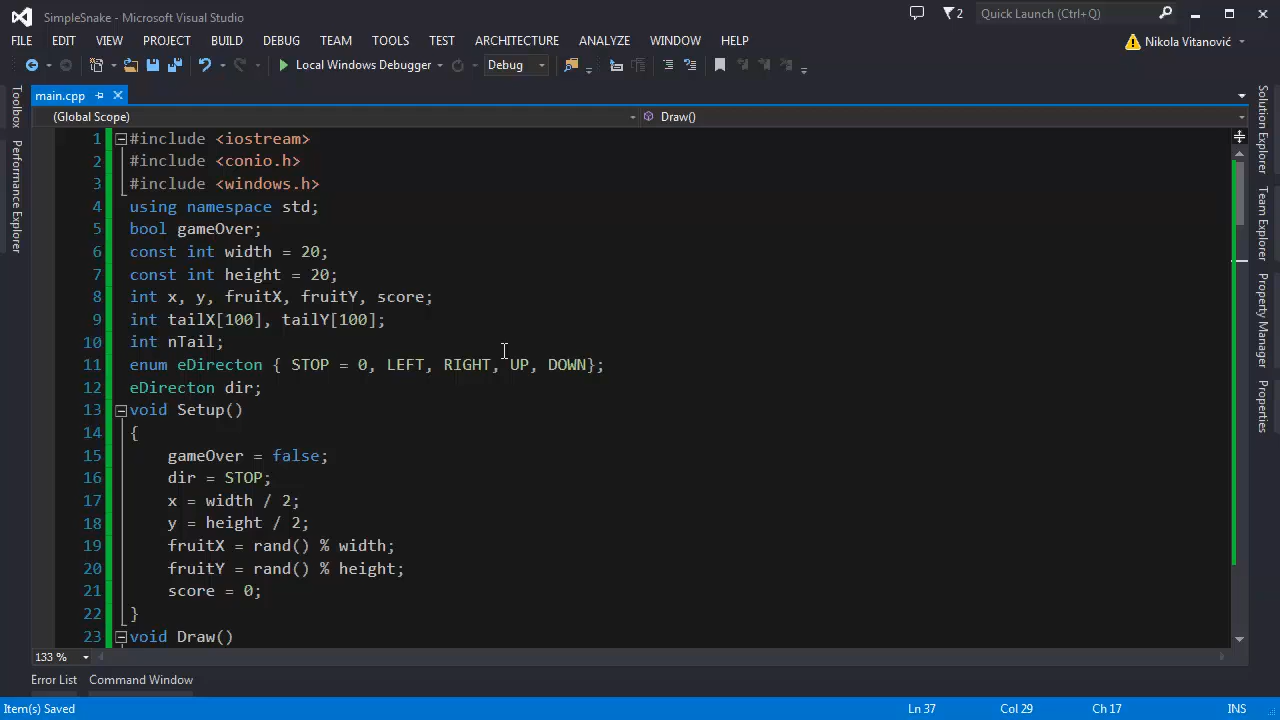 SimpleSnake - Microsoft Visual Studio
2
Quick Launch (Ctrl+Q)
FILE EDIT VIEW PROJECT BUILD DEBUG TEAM TOOLS TEST ARCHITECTURE ANALYZE WINDOW HELP
Nikola Vitanović
Local Windows Debugger
Debug
main.cpp
(Global Scope)
Draw()
Toolbox
Performance Explorer
1 #include <iostream>
2 #include <conio.h>
3 #include <windows.h>
4 using namespace std;
5 bool gameOver;
6 const int width = 20;
7 const int height = 20;
8 int x, y, fruitX, fruitY, score;
9 int tailX[100], tailY[100];
10 int nTail;
11 enum eDirecton { STOP = 0, LEFT, RIGHT, UP, DOWN};
12 eDirecton dir;
13 void Setup()
14 {
15 gameOver = false;
16 dir = STOP;
17 x = width / 2;
18 y = height / 2;
19 fruitX = rand() % width;
20 fruitY = rand() % height;
21 score = 0;
22 }
23 void Draw()
Solution Explorer
Team Explorer
Property Manager
Properties
133 %
Error List Command Window
Item(s) Saved
Ln 37 Col 29 Ch 17 INS